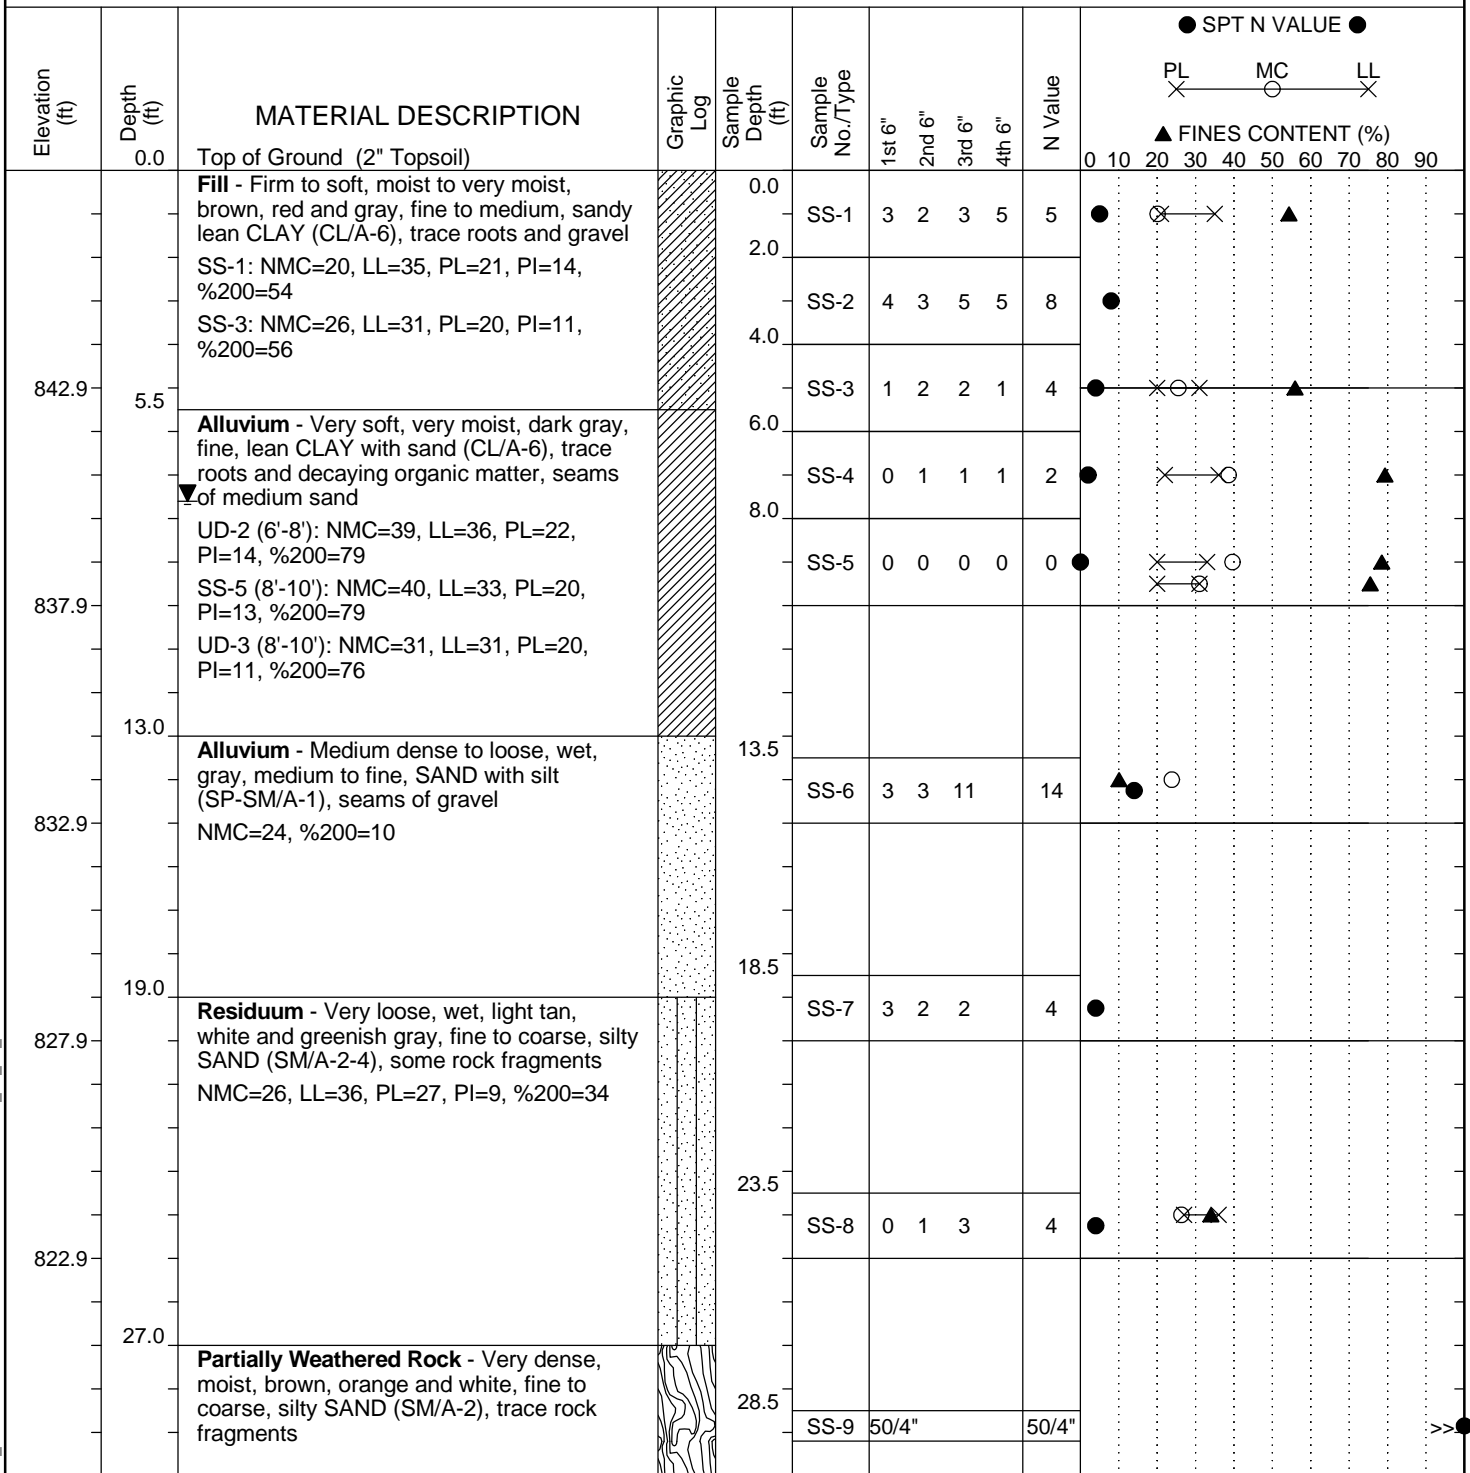 ● SPT N VALUE ●
PL MC LL
▲ FINES CONTENT (%)
0 10 20 30 40 50 60 70 80 90
Elevation (ft)
Depth (ft)
MATERIAL DESCRIPTION
Graphic Log
Sample Depth (ft)
Sample No./Type
1st 6"
2nd 6"
3rd 6"
4th 6"
N Value
0.0 Top of Ground (2" Topsoil)
Fill - Firm to soft, moist to very moist,
brown, red and gray, fine to medium, sandy
lean CLAY (CL/A-6), trace roots and gravel
SS-1: NMC=20, LL=35, PL=21, PI=14,
%200=54
SS-3: NMC=26, LL=31, PL=20, PI=11,
%200=56
0.0
SS-1 3 2 3 5 5
2.0
SS-2 4 3 5 5 8
4.0
842.9
SS-3 1 2 2 1 4
5.5
6.0
Alluvium - Very soft, very moist, dark gray,
fine, lean CLAY with sand (CL/A-6), trace
roots and decaying organic matter, seams
of medium sand
UD-2 (6'-8'): NMC=39, LL=36, PL=22,
PI=14, %200=79
SS-5 (8'-10'): NMC=40, LL=33, PL=20,
PI=13, %200=79
UD-3 (8'-10'): NMC=31, LL=31, PL=20,
PI=11, %200=76
SS-4 0 1 1 1 2
8.0
SS-5 0 0 0 0 0
837.9
13.0
13.5
Alluvium - Medium dense to loose, wet,
gray, medium to fine, SAND with silt
(SP-SM/A-1), seams of gravel
NMC=24, %200=10
SS-6 3 3 11 14
832.9
18.5
19.0
Residuum - Very loose, wet, light tan,
white and greenish gray, fine to coarse, silty
SAND (SM/A-2-4), some rock fragments
NMC=26, LL=36, PL=27, PI=9, %200=34
SS-7 3 2 2 4
827.9
23.5
SS-8 0 1 3 4
822.9
27.0
Partially Weathered Rock - Very dense,
moist, brown, orange and white, fine to
coarse, silty SAND (SM/A-2), trace rock
fragments
28.5
SS-9 50/4" 50/4" >>